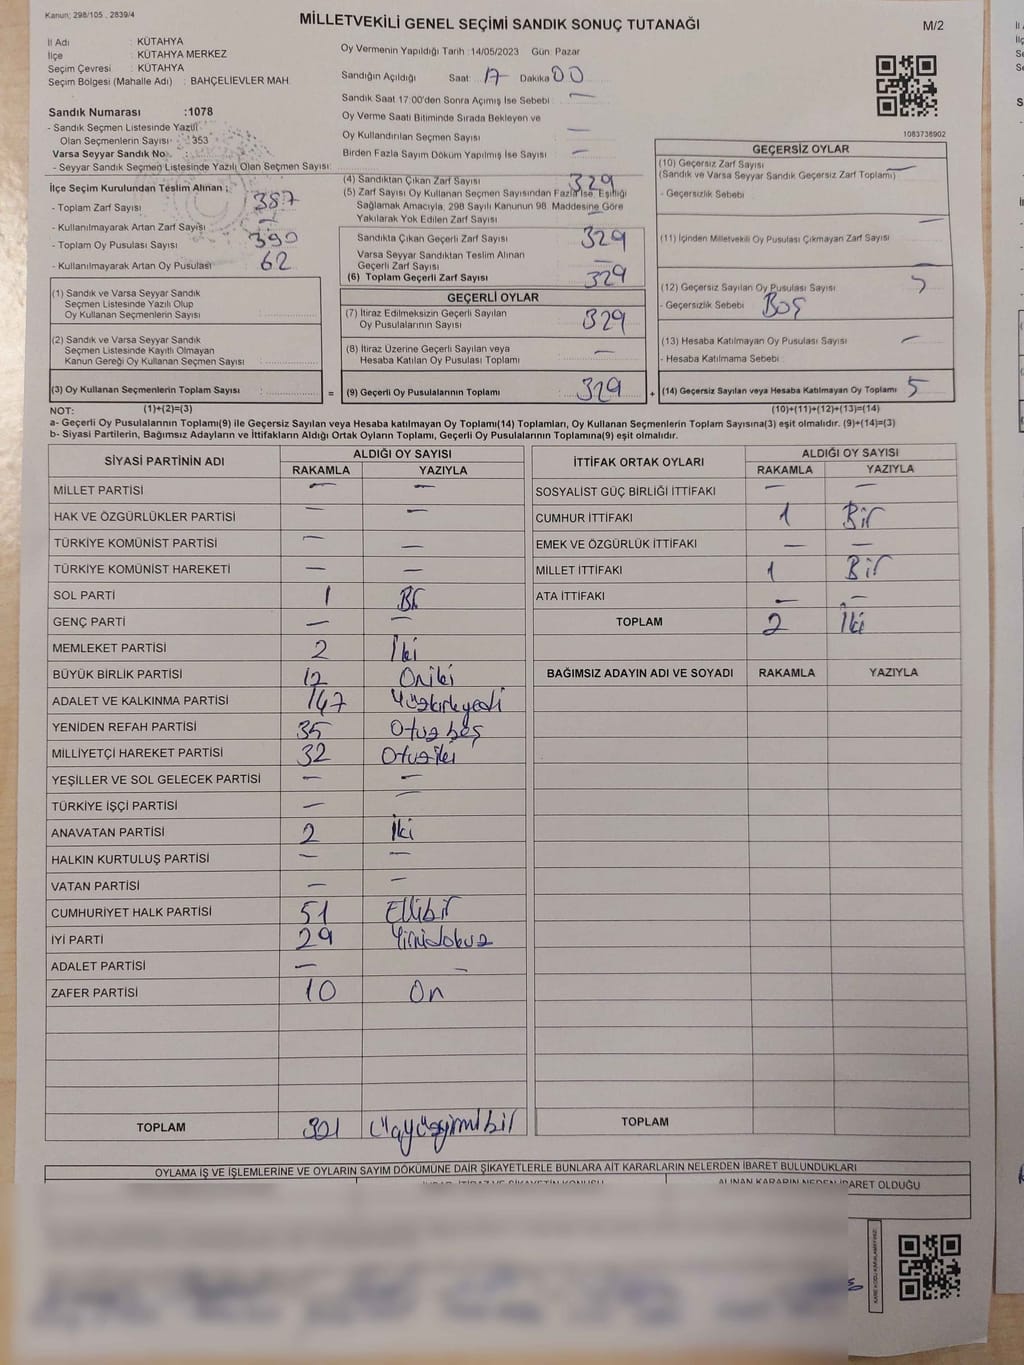 Kanun; 298/105 , 2839/4
MİLLETVEKİLİ GENEL SEÇİMİ SANDIK SONUÇ TUTANAĞI
M/2
İl Adı : KÜTAHYA
İlçe : KÜTAHYA MERKEZ
Seçim Çevresi : KÜTAHYA
Seçim Bölgesi (Mahalle Adı) : BAHÇELİEVLER MAH.
Sandık Numarası :1078
- Sandık Seçmen Listesinde Yazılı
Olan Seçmenlerin Sayısı : 353
Varsa Seyyar Sandık No
- Seyyar Sandık Seçmen Listesinde Yazılı Olan Seçmen Sayısı:
Oy Vermenin Yapıldığı Tarih :14/05/2023 Gün: Pazar
Sandığın Açıldığı Saat: 17 Dakika 00
Sandık Saat 17:00'den Sonra Açımış İse Sebebi : —
Oy Verme Saati Bitiminde Sırada Bekleyen ve
Oy Kullandırılan Seçmen Sayısı : —
Birden Fazla Sayım Döküm Yapılmış İse Sayısı : —
1083738902
İlçe Seçim Kurulundan Teslim Alınan ;
- Toplam Zarf Sayısı : 387
- Kullanılmayarak Artan Zarf Sayısı : —
- Toplam Oy Pusulası Sayısı : 390
- Kullanılmayarak Artan Oy Pusulası : 62
(4) Sandıktan Çıkan Zarf Sayısı : 329
(5) Zarf Sayısı Oy Kullanan Seçmen Sayısından Fazla İse, Eşitliği
Sağlamak Amacıyla, 298 Sayılı Kanunun 98. Maddesine Göre
Yakılarak Yok Edilen Zarf Sayısı : —
Sandıkta Çıkan Geçerli Zarf Sayısı : 329
Varsa Seyyar Sandıktan Teslim Alınan
Geçerli Zarf Sayısı : —
(6) Toplam Geçerli Zarf Sayısı : 329
GEÇERSİZ OYLAR
(10) Geçersiz Zarf Sayısı : —
(Sandık ve Varsa Seyyar Sandık Geçersiz Zarf Toplamı)
- Geçersizlik Sebebi :
(11) İçinden Milletvekili Oy Pusulası Çıkmayan Zarf Sayısı —
(12) Geçersiz Sayılan Oy Pusulası Sayısı : 5
- Geçersizlik Sebebi : Boş
(13) Hesaba Katılmayan Oy Pusulası Sayısı : —
- Hesaba Katılmama Sebebi :
(14) Geçersiz Sayılan veya Hesaba Katılmayan Oy Toplamı : 5
(1) Sandık ve Varsa Seyyar Sandık
Seçmen Listesinde Yazılı Olup
Oy Kullanan Seçmenlerin Sayısı :
(2) Sandık ve Varsa Seyyar Sandık
Seçmen Listesinde Kayıtlı Olmayan
Kanun Gereği Oy Kullanan Seçmen Sayısı :
(3) Oy Kullanan Seçmenlerin Toplam Sayısı : =
GEÇERLİ OYLAR
(7) İtiraz Edilmeksizin Geçerli Sayılan
Oy Pusulalarının Sayısı : 329
(8) İtiraz Üzerine Geçerli Sayılan veya
Hesaba Katılan Oy Pusulası Toplamı : —
(9) Geçerli Oy Pusulalarının Toplamı : 329 +
NOT: (1)+(2)=(3) (10)+(11)+(12)+(13)=(14)
a- Geçerli Oy Pusulalarının Toplamı(9) ile Geçersiz Sayılan veya Hesaba katılmayan Oy Toplamı(14) Toplamları, Oy Kullanan Seçmenlerin Toplam Sayısına(3) eşit olmalıdır. (9)+(14)=(3)
b- Siyasi Partilerin, Bağımsız Adayların ve İttifakların Aldığı Ortak Oyların Toplamı, Geçerli Oy Pusulalarının Toplamına(9) eşit olmalıdır.
SİYASİ PARTİNİN ADI ALDIĞI OY SAYISI
RAKAMLA YAZIYLA
MİLLET PARTİSİ — —
HAK VE ÖZGÜRLÜKLER PARTİSİ — —
TÜRKİYE KOMÜNİST PARTİSİ — —
TÜRKİYE KOMÜNİST HAREKETİ — —
SOL PARTİ 1 Bir
GENÇ PARTİ — —
MEMLEKET PARTİSİ 2 İki
BÜYÜK BİRLİK PARTİSİ 12 Oniki
ADALET VE KALKINMA PARTİSİ 147 Yüzkırkyedi
YENİDEN REFAH PARTİSİ 35 Otuzbeş
MİLLİYETÇİ HAREKET PARTİSİ 32 Otuziki
YEŞİLLER VE SOL GELECEK PARTİSİ — —
TÜRKİYE İŞÇİ PARTİSİ — —
ANAVATAN PARTİSİ 2 İki
HALKIN KURTULUŞ PARTİSİ — —
VATAN PARTİSİ — —
CUMHURİYET HALK PARTİSİ 51 Ellibir
İYİ PARTİ 29 Yirmidokuz
ADALET PARTİSİ — —
ZAFER PARTİSİ 10 On
TOPLAM 321 Üçyüzyirmibir
İTTİFAK ORTAK OYLARI ALDIĞI OY SAYISI
RAKAMLA YAZIYLA
SOSYALIST GÜÇ BİRLİĞİ İTTİFAKI — —
CUMHUR İTTİFAKI 1 Bir
EMEK VE ÖZGÜRLÜK İTTİFAKI — —
MİLLET İTTİFAKI 1 Bir
ATA İTTİFAKI — —
TOPLAM 2 İki
BAĞIMSIZ ADAYIN ADI VE SOYADI RAKAMLA YAZIYLA
TOPLAM
OYLAMA İŞ VE İŞLEMLERİNE VE OYLARIN SAYIM DÖKÜMÜNE DAİR ŞİKAYETLERLE BUNLARA AİT KARARLARIN NELERDEN İBARET BULUNDUKLARI
ALINAN KARARIN NEDEN İBARET OLDUĞU